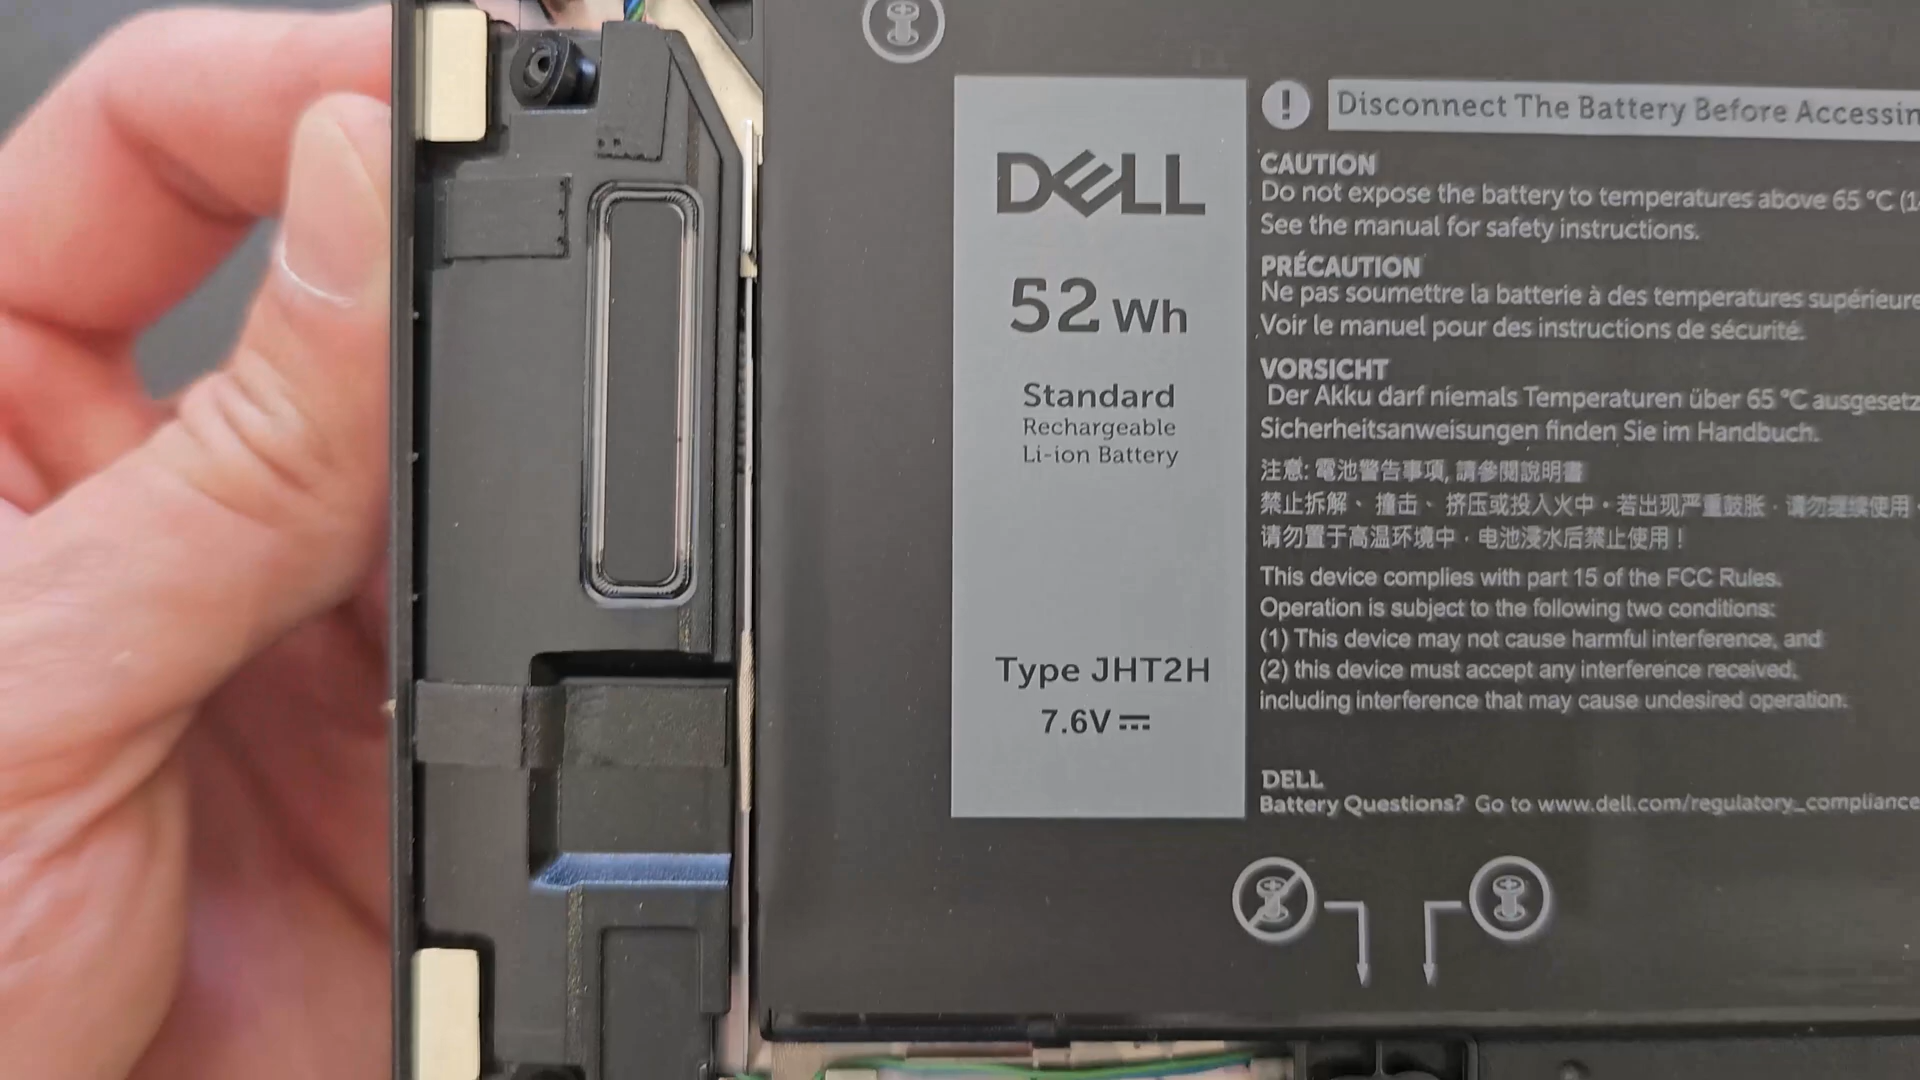 DELL
52 Wh
Standard
Rechargeable
Li-ion Battery
Type JHT2H
7.6V
! Disconnect The Battery Before
CAUTION
Do not expose the battery to temperatures above 65 °C
See the manual for safety instructions.
PRÉCAUTION
Ne pas soumettre la batterie à des temperatures
Voir le manuel pour des instructions de sécurité.
VORSICHT
Der Akku darf niemals Temperaturen über 65 °C
Sicherheitsanweisungen finden Sie im Handbuch.
注意: 電池警告事項, 請參閱說明書
禁止拆解、 撞击、 挤压或投入火中・若出现严重鼓胀・请勿继续使用・
请勿置于高温环境中・电池浸水后禁止使用！
This device complies with part 15 of the FCC Rules.
Operation is subject to the following two conditions:
(1) This device may not cause harmful interference, and
(2) this device must accept any interference received,
including interference that may cause undesired operation.
DELL
Battery Questions? Go to www.dell.com/regulatory_compliance